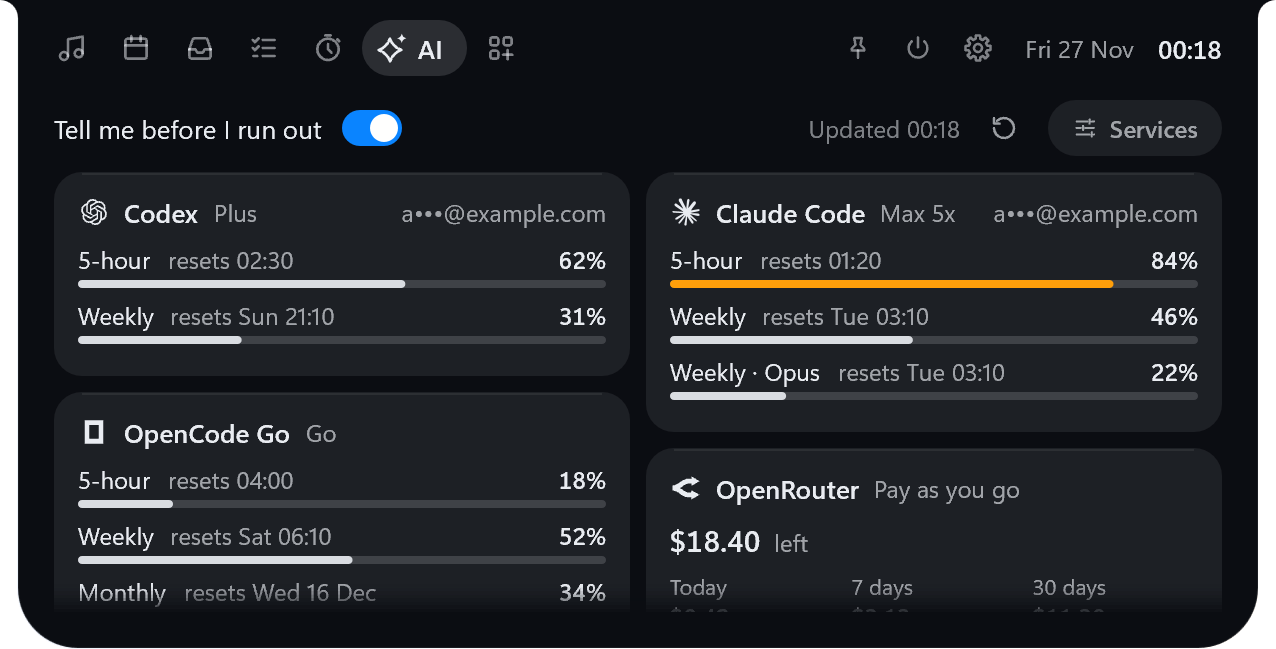 AI
Fri 27 Nov 00:18
Tell me before I run out
Updated 00:18
Services
Codex Plus a•••@example.com
5-hour resets 02:30 62%
Weekly resets Sun 21:10 31%
Claude Code Max 5x a•••@example.com
5-hour resets 01:20 84%
Weekly resets Tue 03:10 46%
Weekly · Opus resets Tue 03:10 22%
OpenCode Go Go
5-hour resets 04:00 18%
Weekly resets Sat 06:10 52%
Monthly resets Wed 16 Dec 34%
OpenRouter Pay as you go
$18.40 left
Today 7 days 30 days